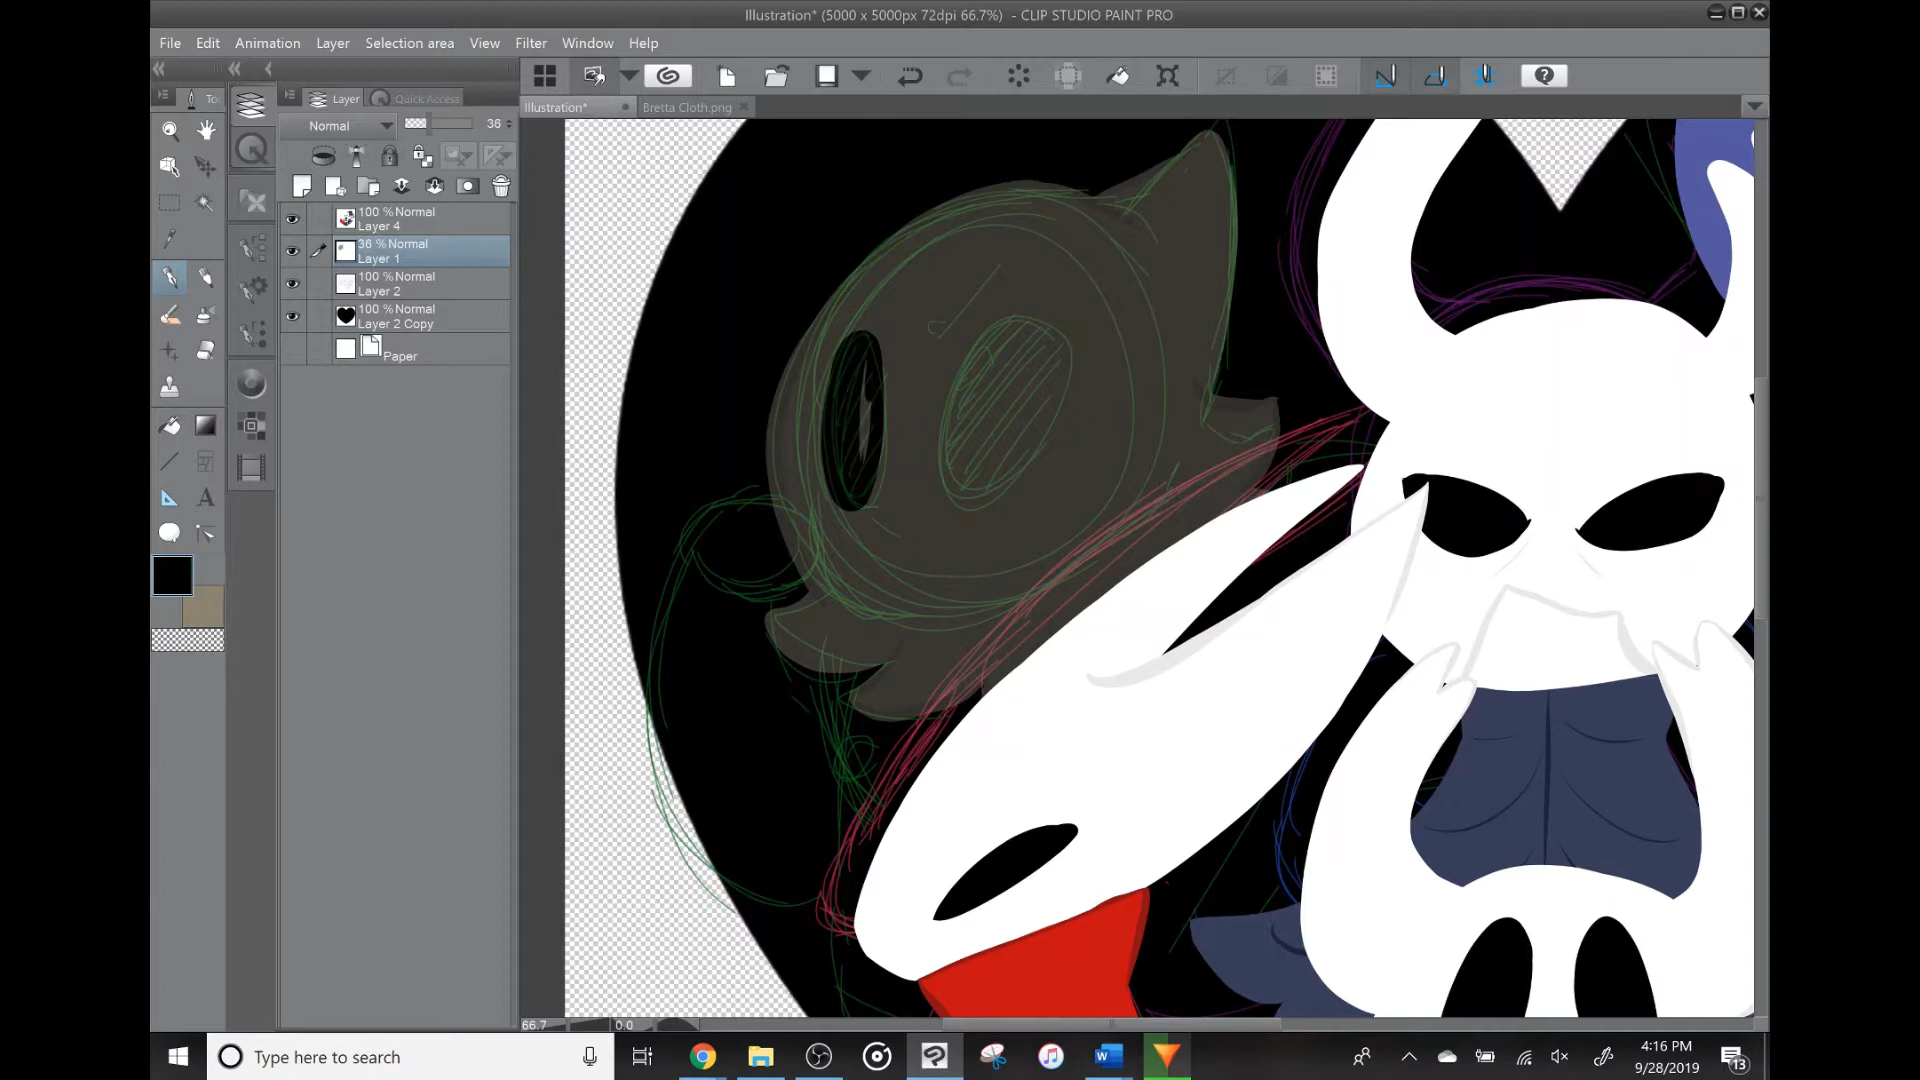 Illustration* (5000 x 5000px 72dpi 66.7%) - CLIP STUDIO PAINT PRO
File Edit Animation Layer Selection area View Filter Window Help
Too Layer Quick Access
Illustration* Bretta Cloth.png
Normal 36
100 % Normal
Layer 4
36 % Normal
Layer 1
100 % Normal
Layer 2
100 % Normal
Layer 2 Copy
Paper
66.7 0.0
Type here to search
4:16 PM
9/28/2019
13